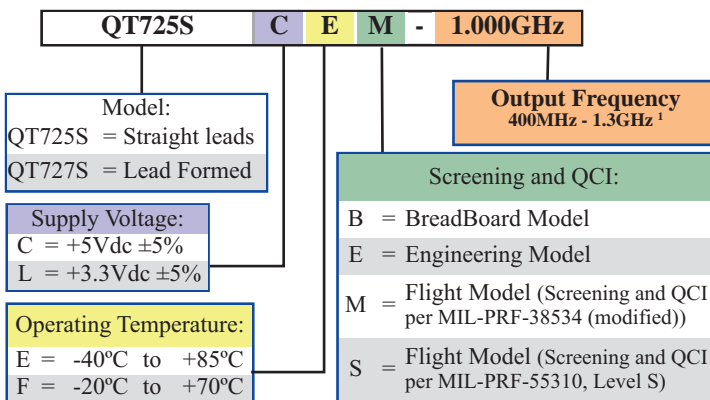 QT725S C E M - 1.000GHz
Model:
QT725S = Straight leads
QT727S = Lead Formed
Supply Voltage:
C = +5Vdc ±5%
L = +3.3Vdc ±5%
Operating Temperature:
E = -40ºC to +85ºC
F = -20ºC to +70ºC
Output Frequency
400MHz - 1.3GHz ¹
Screening and QCI:
B = BreadBoard Model
E = Engineering Model
M = Flight Model (Screening and QCI
per MIL-PRF-38534 (modified))
S = Flight Model (Screening and QCI
per MIL-PRF-55310, Level S)